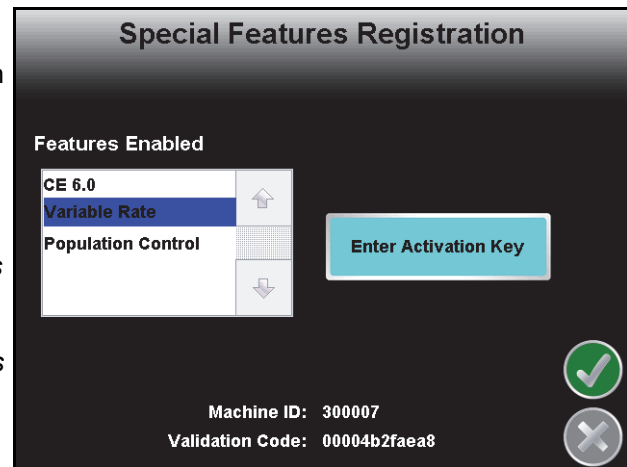 Special Features Registration
Features Enabled
CE 6.0
Variable Rate
Population Control
Enter Activation Key
Machine ID: 300007
Validation Code: 00004b2faea8